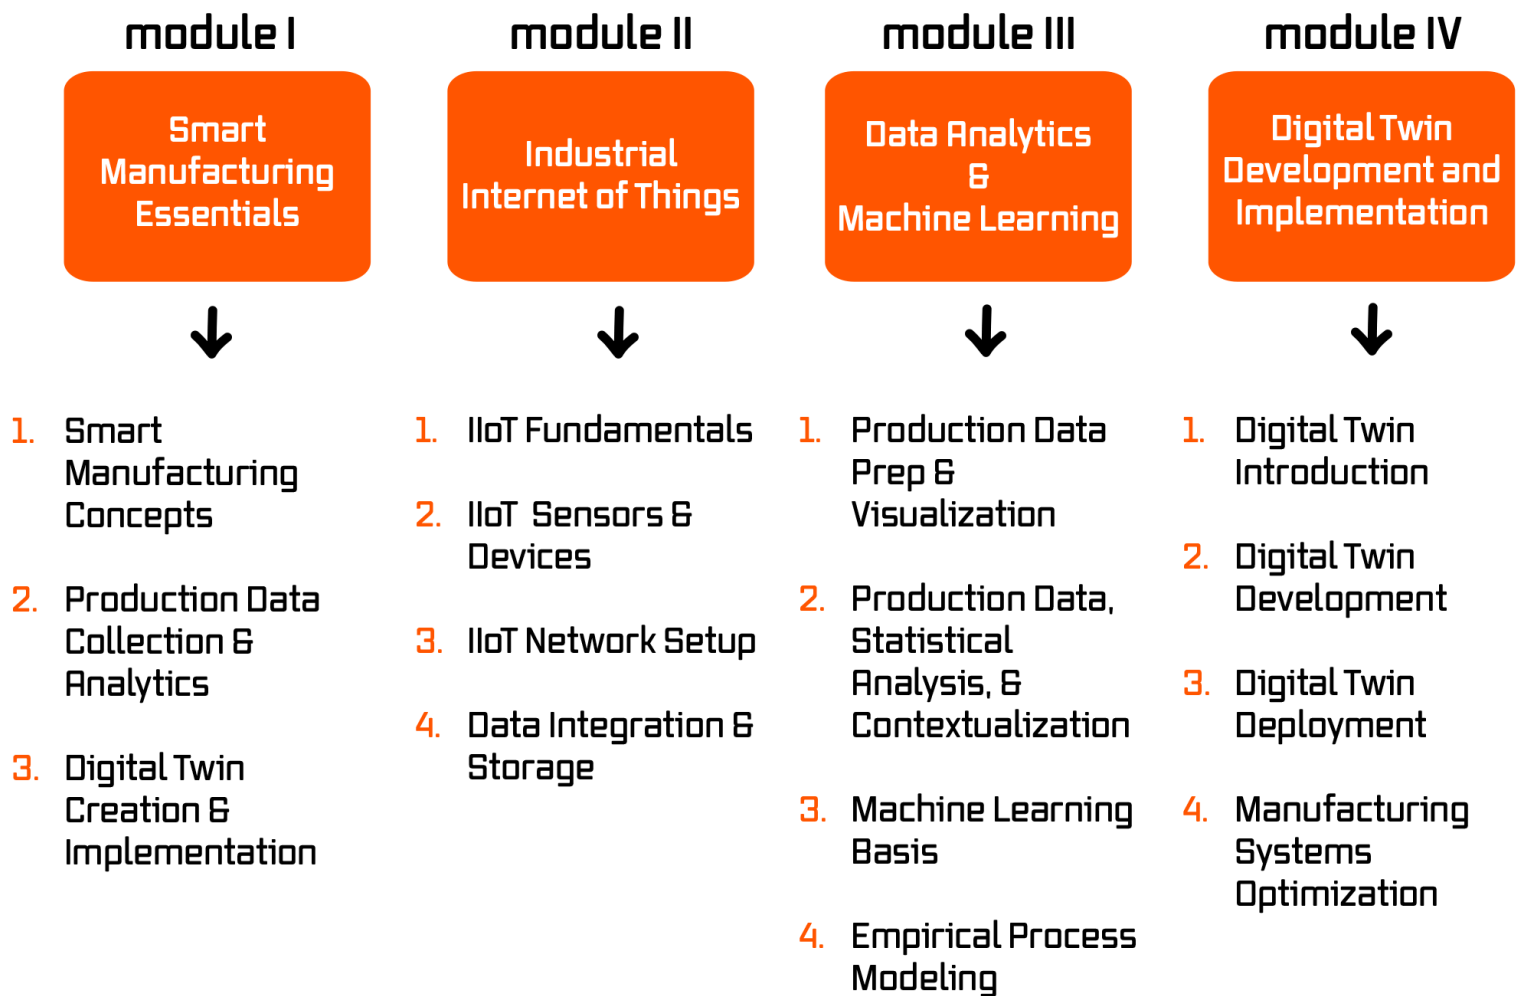 module I
Smart
Manufacturing
Essentials
1. Smart
Manufacturing
Concepts
2. Production Data
Collection &
Analytics
3. Digital Twin
Creation &
Implementation
module II
Industrial
Internet of Things
1. IIoT Fundamentals
2. IIoT Sensors &
Devices
3. IIoT Network Setup
4. Data Integration &
Storage
module III
Data Analytics
&
Machine Learning
1. Production Data
Prep &
Visualization
2. Production Data,
Statistical
Analysis, &
Contextualization
3. Machine Learning
Basis
4. Empirical Process
Modeling
module IV
Digital Twin
Development and
Implementation
1. Digital Twin
Introduction
2. Digital Twin
Development
3. Digital Twin
Deployment
4. Manufacturing
Systems
Optimization